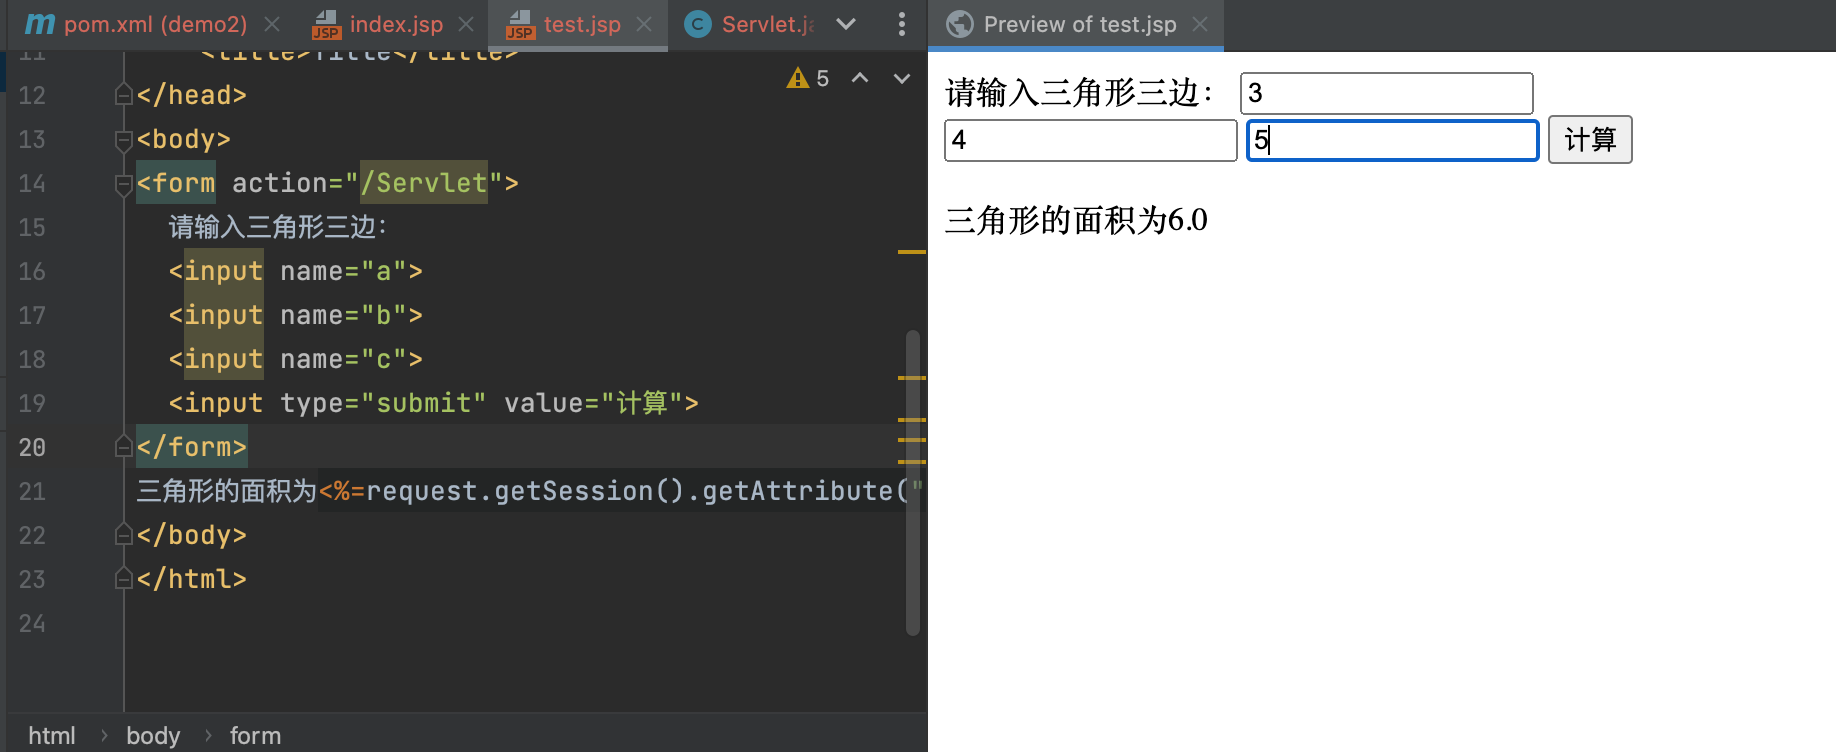 m pom.xml (demo2) × JSP index.jsp × JSP test.jsp × C Servlet.ja
5
11 <title>Title</title>
12 </head>
13 <body>
14 <form action="/Servlet">
15 请输入三角形三边：
16 <input name="a">
17 <input name="b">
18 <input name="c">
19 <input type="submit" value="计算">
20 </form>
21 三角形的面积为<%=request.getSession().getAttribute("
22 </body>
23 </html>
24
html › body › form
Preview of test.jsp ×
请输入三角形三边： 3
4 5 计算
三角形的面积为6.0